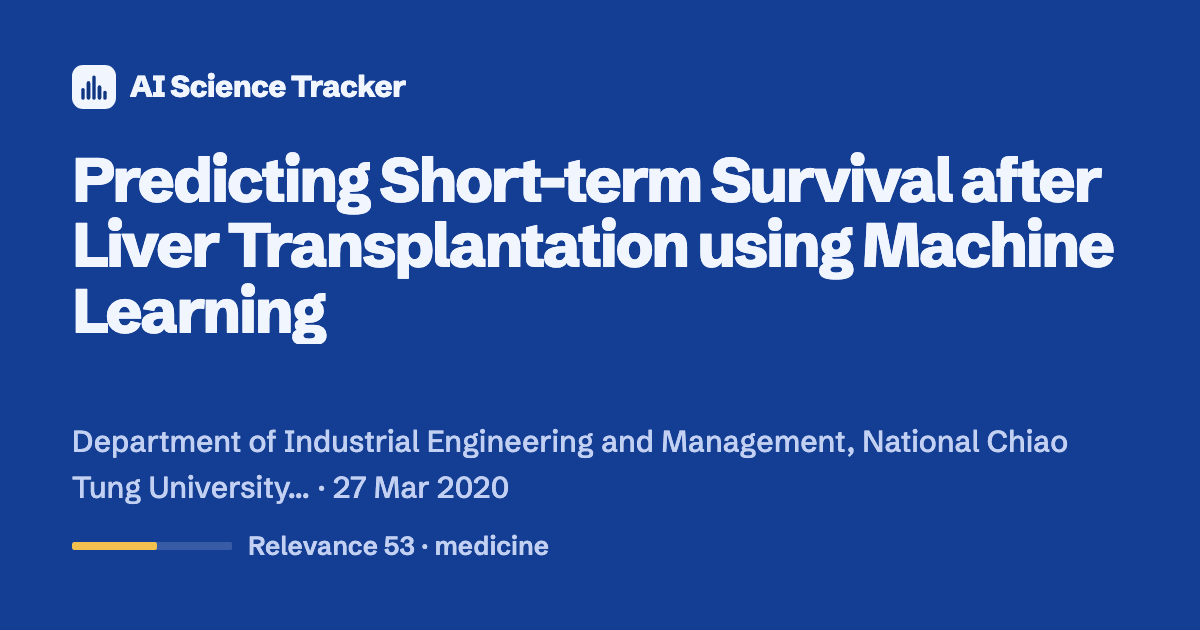 AI Science Tracker
Predicting Short-term Survival after
Liver Transplantation using Machine
Learning
Department of Industrial Engineering and Management, National Chiao
Tung University... · 27 Mar 2020
Relevance 53 · medicine